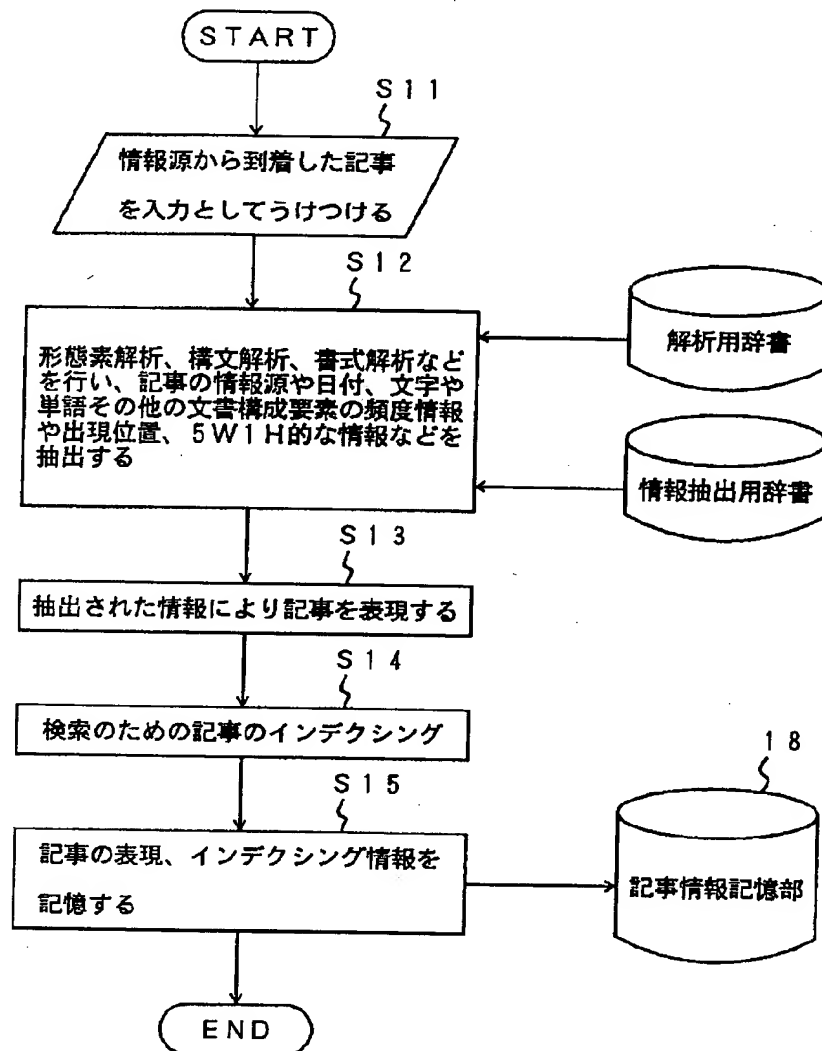 START
S11
情報源から到着した記事
を入力としてうけつける
S12
形態素解析、構文解析、書式解析など
を行い、記事の情報源や日付、文字や
単語その他の文書構成要素の頻度情報
や出現位置、5W1H的な情報などを
抽出する
解析用辞書
情報抽出用辞書
S13
抽出された情報により記事を表現する
S14
検索のための記事のインデクシング
S15
記事の表現、インデクシング情報を
記憶する
18
記事情報記憶部
END